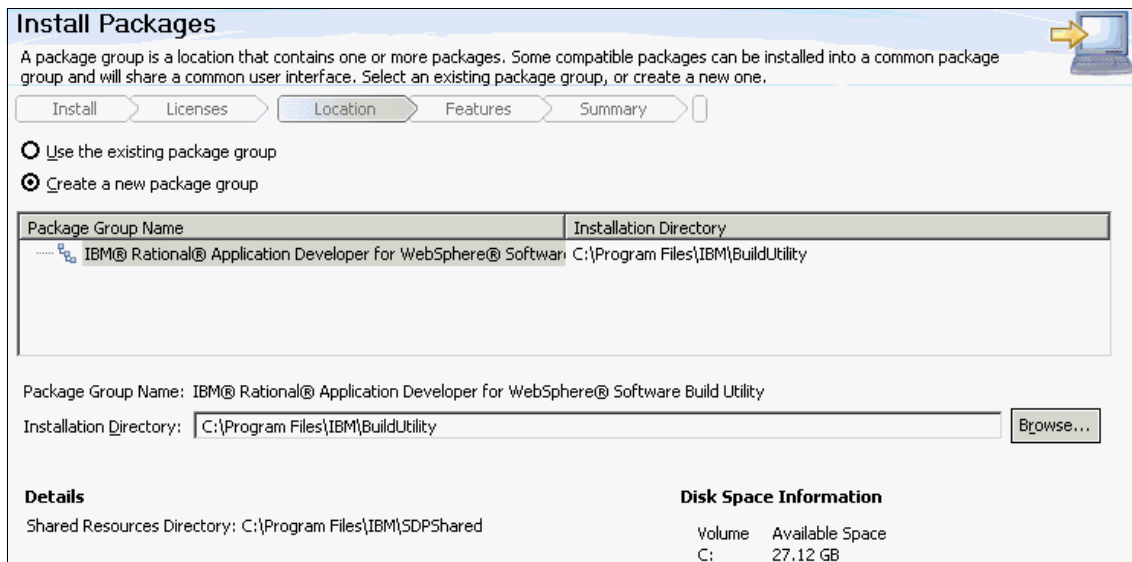 Install Packages
A package group is a location that contains one or more packages. Some compatible packages can be installed into a common package
group and will share a common user interface. Select an existing package group, or create a new one.
Install Licenses Location Features Summary
Use the existing package group
Create a new package group
Package Group Name Installation Directory
IBM® Rational® Application Developer for WebSphere® Softwar C:\Program Files\IBM\BuildUtility
Package Group Name: IBM® Rational® Application Developer for WebSphere® Software Build Utility
Installation Directory: C:\Program Files\IBM\BuildUtility Browse...
Details Disk Space Information
Shared Resources Directory: C:\Program Files\IBM\SDPShared
Volume Available Space
C: 27.12 GB